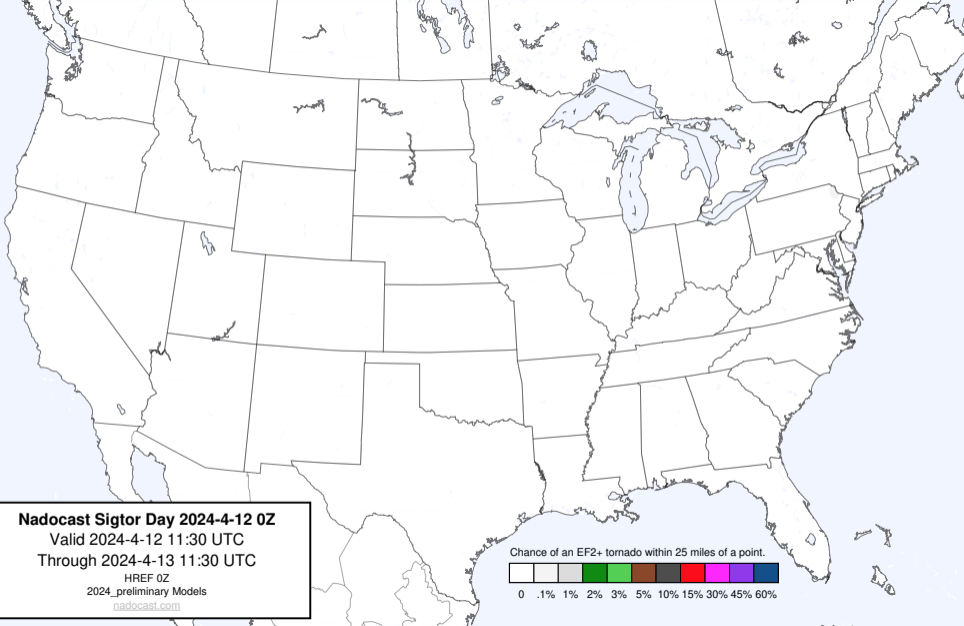 Nadocast Sigtor Day 2024-4-12 0Z
Valid 2024-4-12 11:30 UTC
Through 2024-4-13 11:30 UTC
HREF 0Z
2024_preliminary Models
nadocast.com
Chance of an EF2+ tornado within 25 miles of a point.
0 .1% 1% 2% 3% 5% 10% 15% 30% 45% 60%